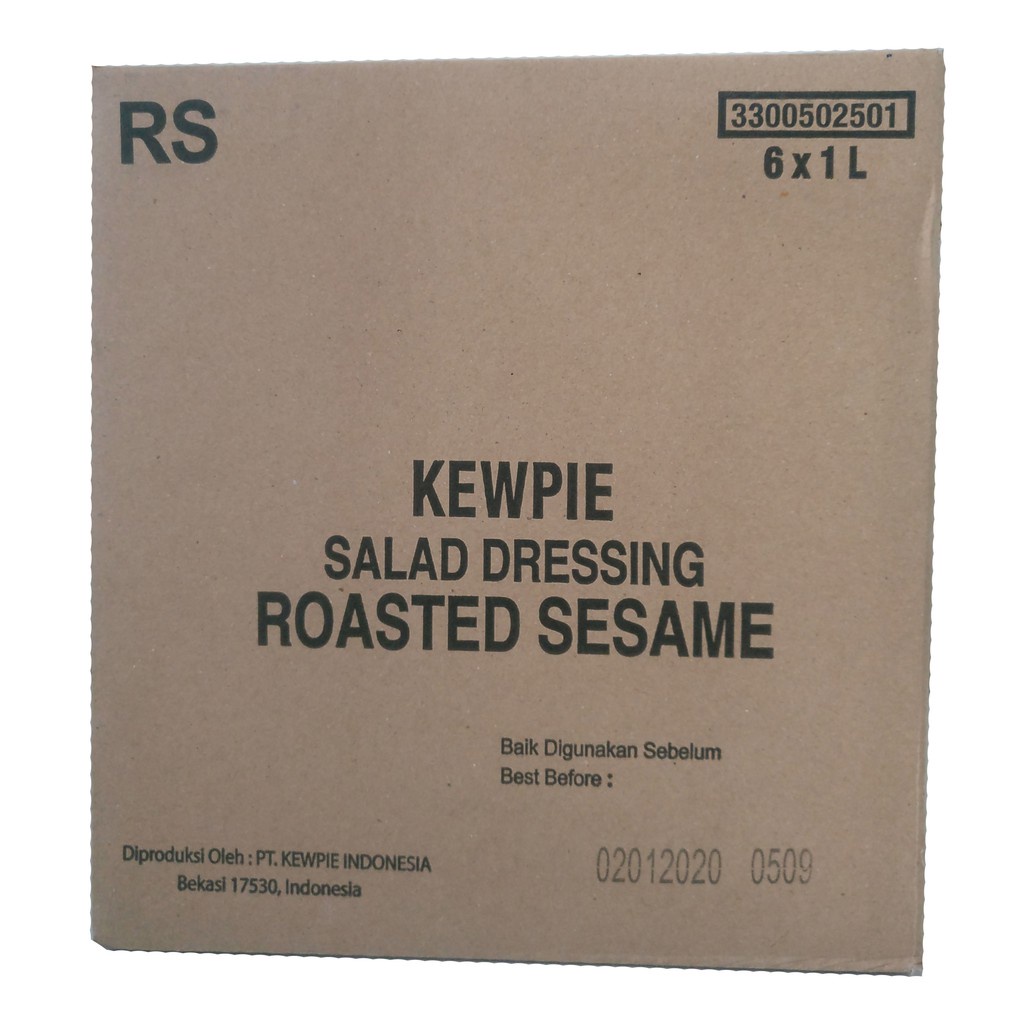 RS
3300502501
6 x 1 L
KEWPIE
SALAD DRESSING
ROASTED SESAME
Baik Digunakan Sebelum
Best Before :
02012020 0509
Diproduksi Oleh : PT. KEWPIE INDONESIA
Bekasi 17530, Indonesia